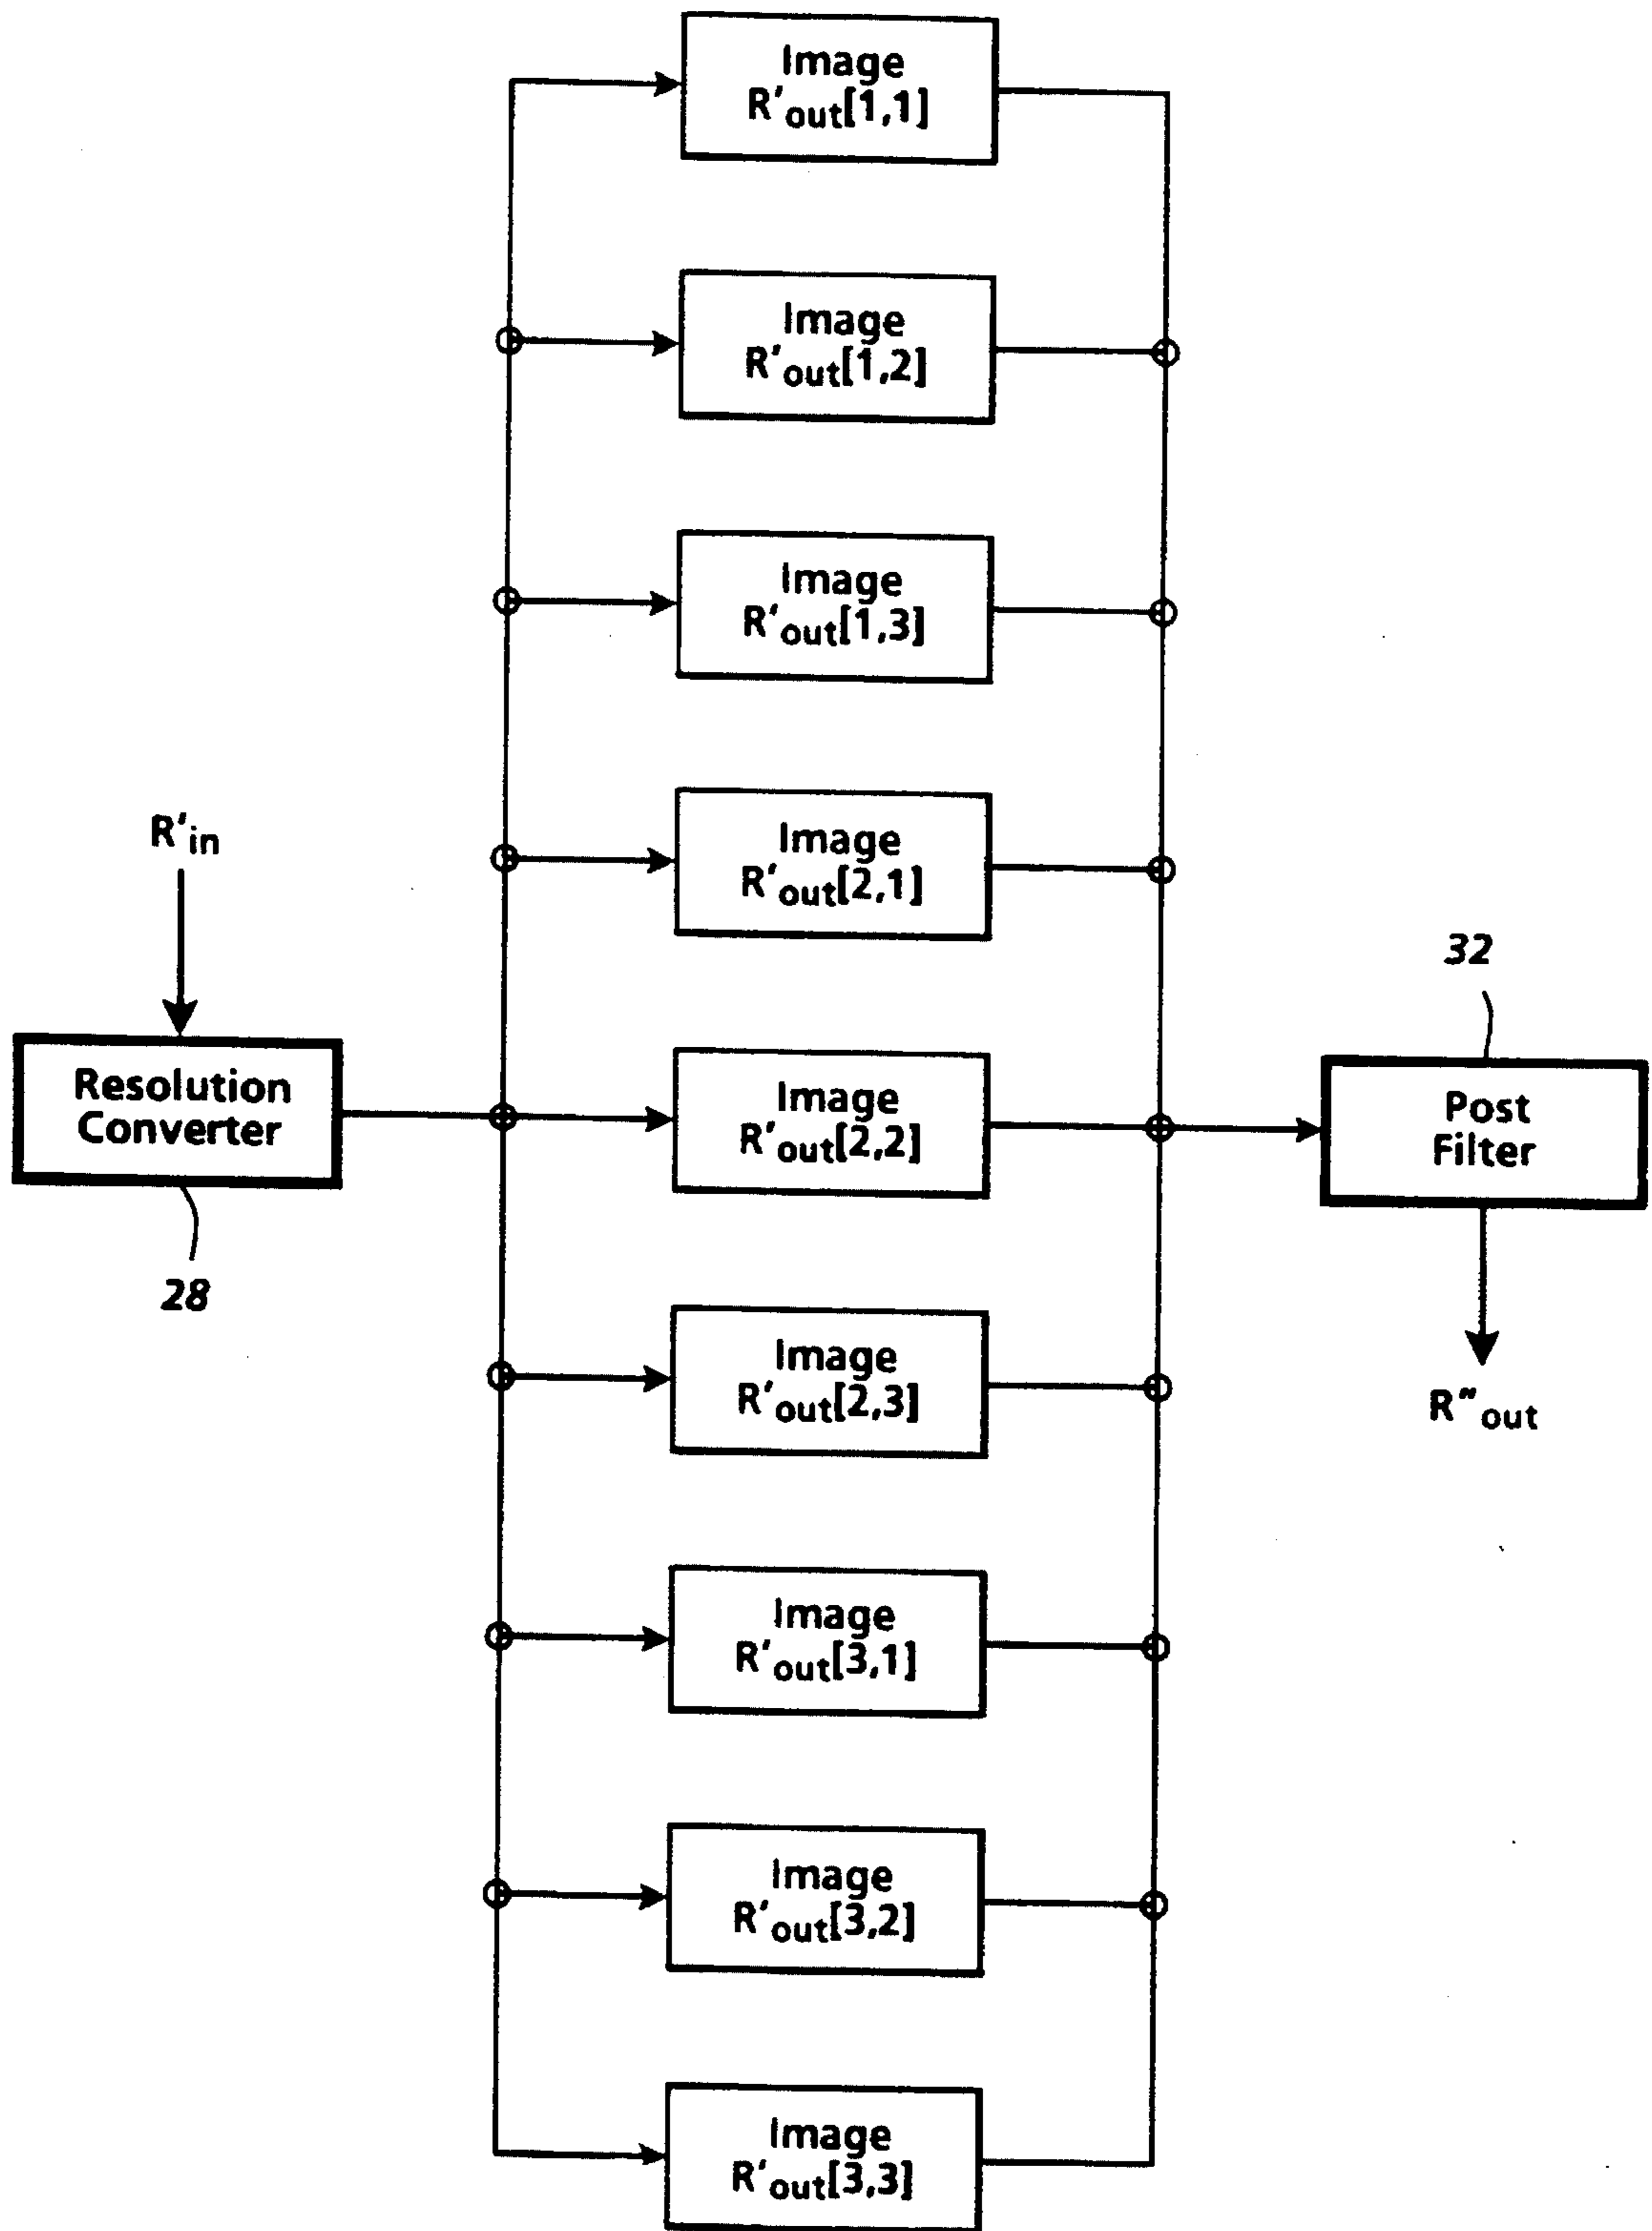 Image
R'out[1,1]
Image
R'out[1,2]
Image
R'out[1,3]
Image
R'out[2,1]
R'in
32
Resolution
Converter
Image
R'out[2,2]
Post
Filter
28
Image
R'out[2,3]
R"out
Image
R'out[3,1]
Image
R'out[3,2]
Image
R'out[3,3]